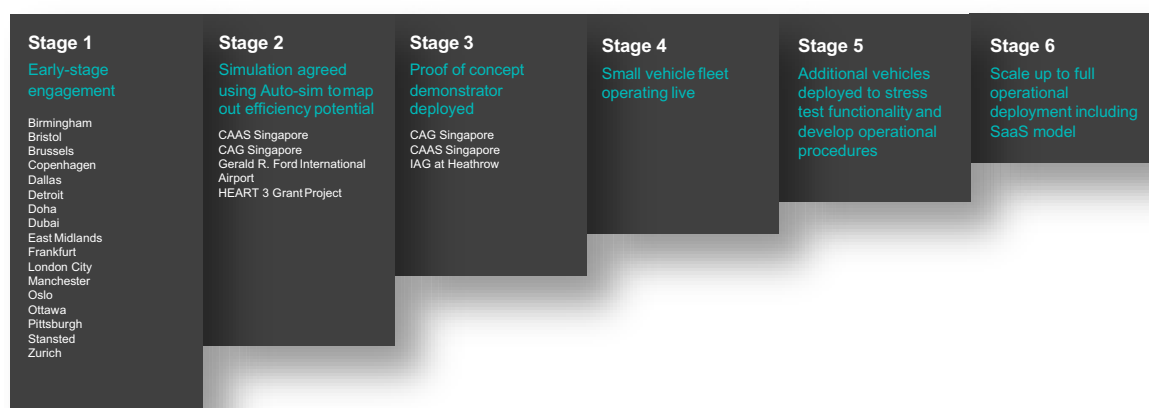 Stage 1
Early-stage
engagement
Birmingham
Bristol
Brussels
Copenhagen
Dallas
Detroit
Doha
Dubai
East Midlands
Frankfurt
London City
Manchester
Oslo
Ottawa
Pittsburgh
Stansted
Zurich
Stage 2
Simulation agreed
using Auto-sim to map
out efficiency potential
CAAS Singapore
CAG Singapore
Gerald R. Ford International
Airport
HEART 3 Grant Project
Stage 3
Proof of concept
demonstrator
deployed
CAG Singapore
CAAS Singapore
IAG at Heathrow
Stage 4
Small vehicle fleet
operating live
Stage 5
Additional vehicles
deployed to stress
test functionality and
develop operational
procedures
Stage 6
Scale up to full
operational
deployment including
SaaS model